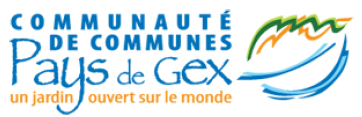 COMMUNAUTÉ
DE COMMUNES
Pays de Gex
un jardin ouvert sur le monde